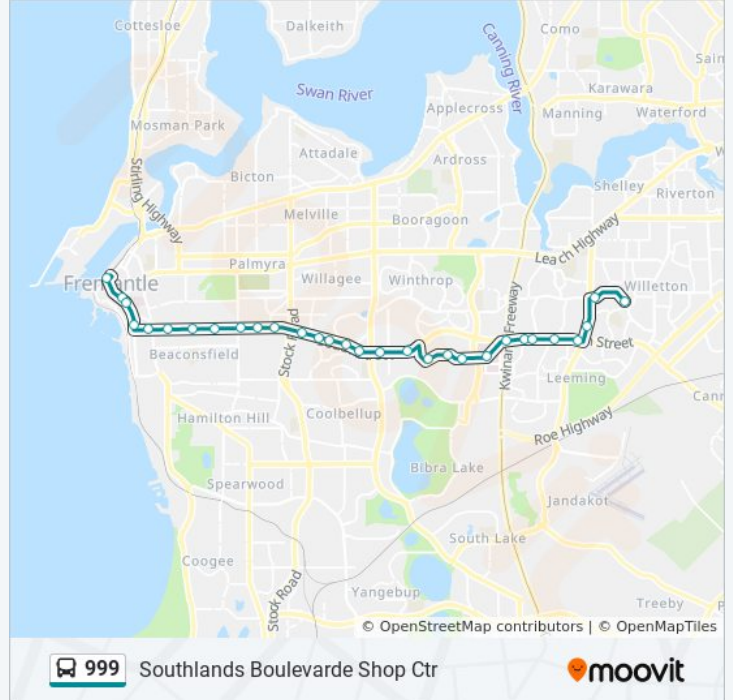 Cottesloe
Dalkeith
Como
Canning River
Swan River
Karawara
Applecross
Manning
Waterford
Mosman Park
Attadale
Ardross
Bicton
Stirling Highway
Shelley
Riverton
Melville
Booragoon
Leach Highway
Palmyra
Willagee
Winthrop
Fremantle
Willetton
Stock Road
Kwinana Freeway
Street
Beaconsfield
Leeming
Hamilton Hill
Coolbellup
Roe Highway
Bibra Lake
Spearwood
Jandakot
South Lake
Coogee
Stock Road
Yangebup
Treeby
© OpenStreetMap contributors | © OpenMapTiles
999 Southlands Boulevarde Shop Ctr
moovit